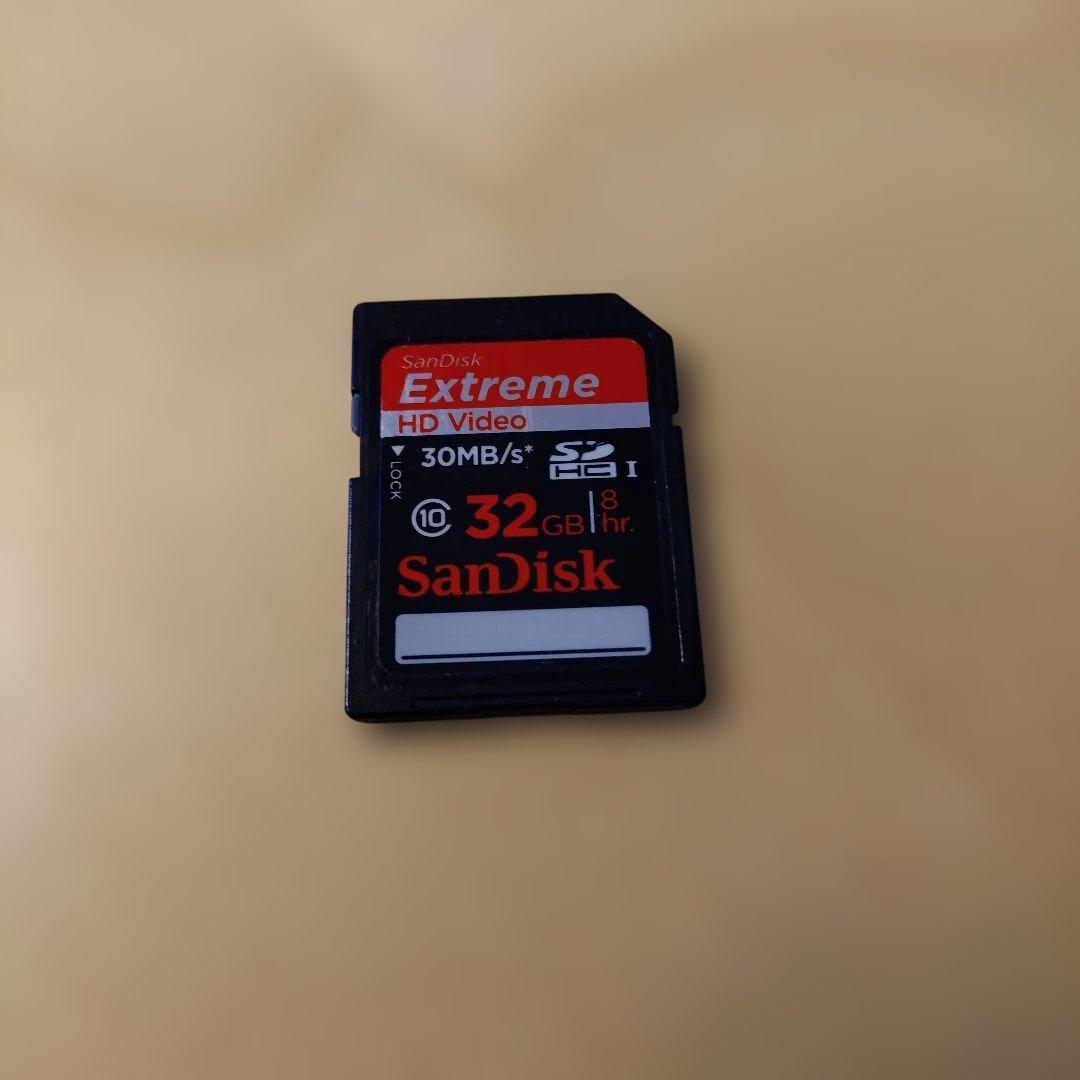 SanDisk
Extreme
HD Video
LOCK
30MB/s*
SD
HC I
10
32GB
8
hr.
SanDisk